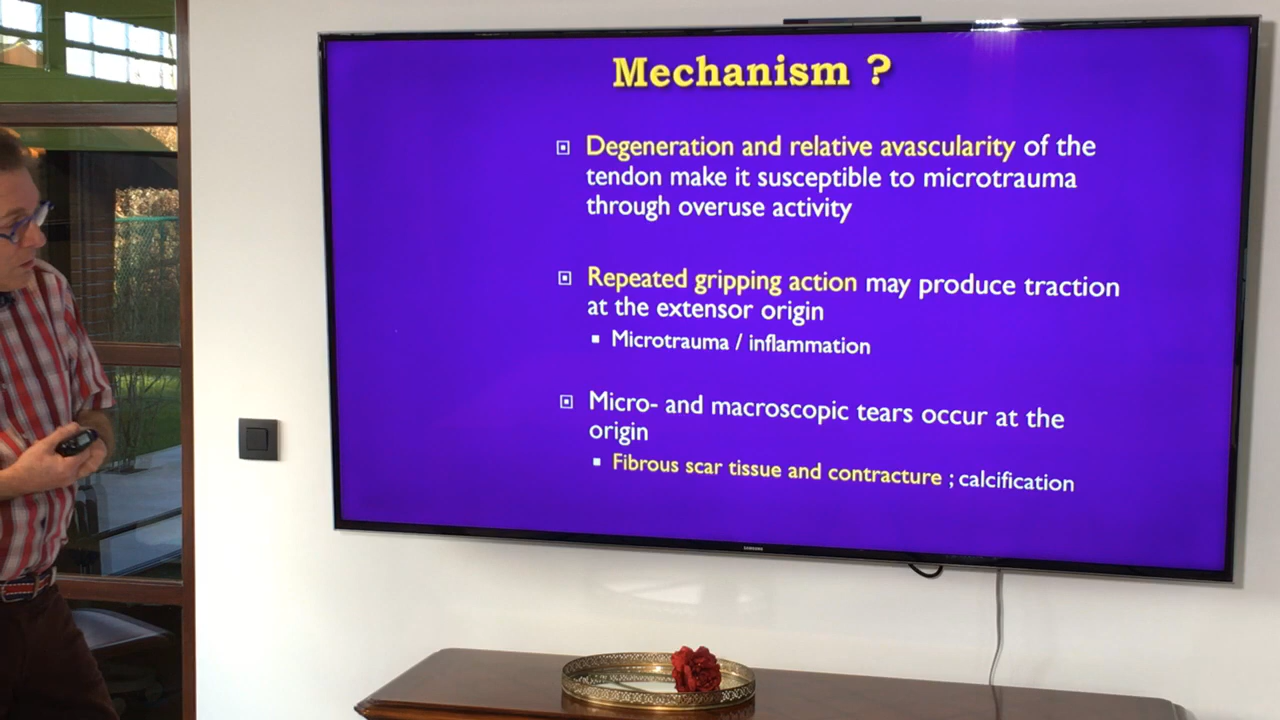 Mechanism ?
Degeneration and relative avascularity of the
tendon make it susceptible to microtrauma
through overuse activity
Repeated gripping action may produce traction
at the extensor origin
Microtrauma / inflammation
Micro- and macroscopic tears occur at the
origin
Fibrous scar tissue and contracture ; calcification
SAMSUNG